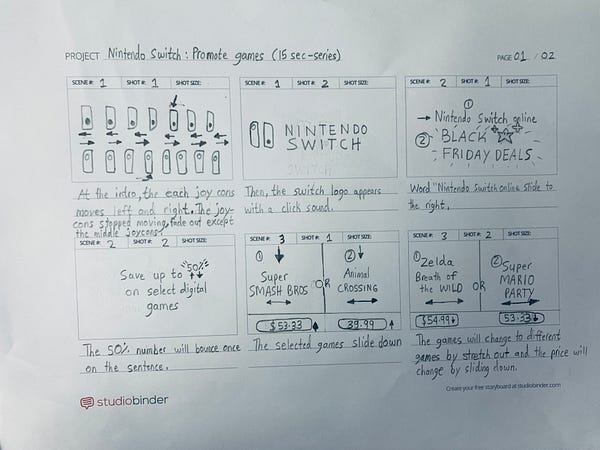 PROJECT Nintendo Switch: Promote games (15 sec-series)
PAGE 01 / 02
SCENE #: 1 SHOT #: 1 SHOT SIZE:
At the intro, the each joy cons
moves left and right. The joy-
cons stopped moving, fade out except
the middle joycons.
SCENE #: 1 SHOT #: 2 SHOT SIZE:
NINTENDO
SWITCH
Then, the switch logo appears
with a click sound.
SCENE #: 2 SHOT #: 1 SHOT SIZE:
①
→ Nintendo Switch online
② BLACK
FRIDAY DEALS
Word "Nintendo Switch online slide to
the right.
SCENE #: 2 SHOT #: 2 SHOT SIZE:
Save up to "50%"
on select digital
games
The 50% number will bounce once
on the sentence.
SCENE #: 3 SHOT #: 1 SHOT SIZE:
① Super
SMASH BROS
OR
② Animal
CROSSING
$53.33
39.99
The selected games slide down
SCENE #: 3 SHOT #: 2 SHOT SIZE:
① Zelda
Breath of
the WILD
OR
② Super
MARIO
PARTY
$54.99
53.33
The games will change to different
games by stretch out and the price will
change by sliding down.
Create your free storyboard at studiobinder.com
studiobinder